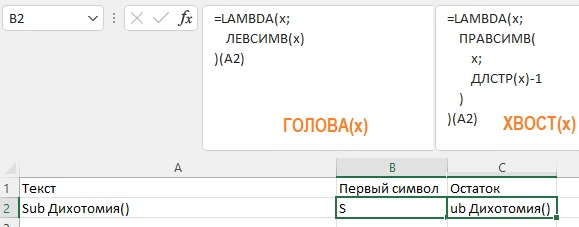 B2
fx
=LAMBDA(x;
ЛЕВСИМВ(x)
)(A2)
ГОЛОВА(x)
=LAMBDA(x;
ПРАВСИМВ(
x;
ДЛСТР(x)-1
)
)(A2)
ХВОСТ(x)
A B C
1 Текст Первый символ Остаток
2 Sub Дихотомия() S ub Дихотомия()